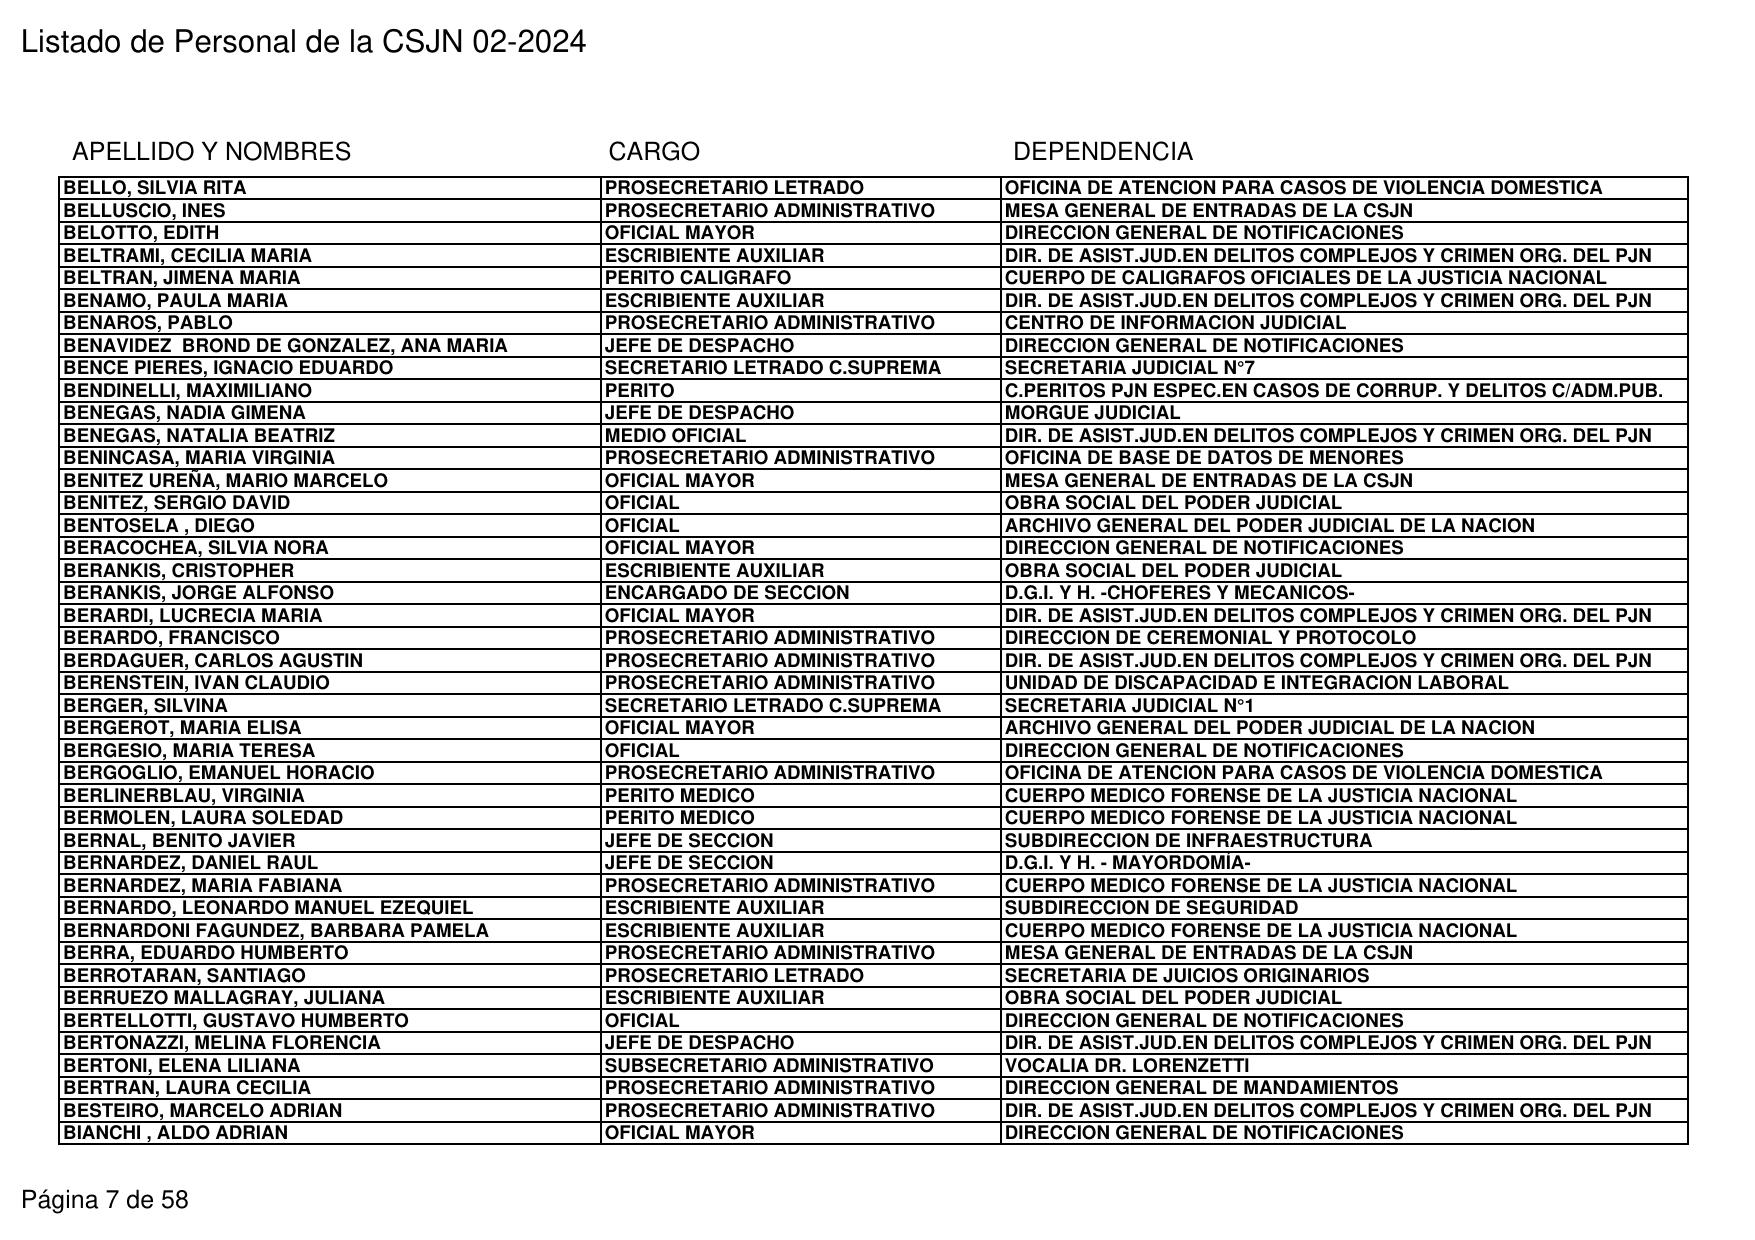 Listado de Personal de la CSJN 02-2024
APELLIDO Y NOMBRES CARGO DEPENDENCIA
BELLO, SILVIA RITA PROSECRETARIO LETRADO OFICINA DE ATENCION PARA CASOS DE VIOLENCIA DOMESTICA
BELLUSCIO, INES PROSECRETARIO ADMINISTRATIVO MESA GENERAL DE ENTRADAS DE LA CSJN
BELOTTO, EDITH OFICIAL MAYOR DIRECCION GENERAL DE NOTIFICACIONES
BELTRAMI, CECILIA MARIA ESCRIBIENTE AUXILIAR DIR. DE ASIST.JUD.EN DELITOS COMPLEJOS Y CRIMEN ORG. DEL PJN
BELTRAN, JIMENA MARIA PERITO CALIGRAFO CUERPO DE CALIGRAFOS OFICIALES DE LA JUSTICIA NACIONAL
BENAMO, PAULA MARIA ESCRIBIENTE AUXILIAR DIR. DE ASIST.JUD.EN DELITOS COMPLEJOS Y CRIMEN ORG. DEL PJN
BENAROS, PABLO PROSECRETARIO ADMINISTRATIVO CENTRO DE INFORMACION JUDICIAL
BENAVIDEZ  BROND DE GONZALEZ, ANA MARIA JEFE DE DESPACHO DIRECCION GENERAL DE NOTIFICACIONES
BENCE PIERES, IGNACIO EDUARDO SECRETARIO LETRADO C.SUPREMA SECRETARIA JUDICIAL N°7
BENDINELLI, MAXIMILIANO PERITO C.PERITOS PJN ESPEC.EN CASOS DE CORRUP. Y DELITOS C/ADM.PUB.
BENEGAS, NADIA GIMENA JEFE DE DESPACHO MORGUE JUDICIAL
BENEGAS, NATALIA BEATRIZ MEDIO OFICIAL DIR. DE ASIST.JUD.EN DELITOS COMPLEJOS Y CRIMEN ORG. DEL PJN
BENINCASA, MARIA VIRGINIA PROSECRETARIO ADMINISTRATIVO OFICINA DE BASE DE DATOS DE MENORES
BENITEZ UREÑA, MARIO MARCELO OFICIAL MAYOR MESA GENERAL DE ENTRADAS DE LA CSJN
BENITEZ, SERGIO DAVID OFICIAL OBRA SOCIAL DEL PODER JUDICIAL
BENTOSELA , DIEGO OFICIAL ARCHIVO GENERAL DEL PODER JUDICIAL DE LA NACION
BERACOCHEA, SILVIA NORA OFICIAL MAYOR DIRECCION GENERAL DE NOTIFICACIONES
BERANKIS, CRISTOPHER ESCRIBIENTE AUXILIAR OBRA SOCIAL DEL PODER JUDICIAL
BERANKIS, JORGE ALFONSO ENCARGADO DE SECCION D.G.I. Y H. -CHOFERES Y MECANICOS-
BERARDI, LUCRECIA MARIA OFICIAL MAYOR DIR. DE ASIST.JUD.EN DELITOS COMPLEJOS Y CRIMEN ORG. DEL PJN
BERARDO, FRANCISCO PROSECRETARIO ADMINISTRATIVO DIRECCION DE CEREMONIAL Y PROTOCOLO
BERDAGUER, CARLOS AGUSTIN PROSECRETARIO ADMINISTRATIVO DIR. DE ASIST.JUD.EN DELITOS COMPLEJOS Y CRIMEN ORG. DEL PJN
BERENSTEIN, IVAN CLAUDIO PROSECRETARIO ADMINISTRATIVO UNIDAD DE DISCAPACIDAD E INTEGRACION LABORAL
BERGER, SILVINA SECRETARIO LETRADO C.SUPREMA SECRETARIA JUDICIAL N°1
BERGEROT, MARIA ELISA OFICIAL MAYOR ARCHIVO GENERAL DEL PODER JUDICIAL DE LA NACION
BERGESIO, MARIA TERESA OFICIAL DIRECCION GENERAL DE NOTIFICACIONES
BERGOGLIO, EMANUEL HORACIO PROSECRETARIO ADMINISTRATIVO OFICINA DE ATENCION PARA CASOS DE VIOLENCIA DOMESTICA
BERLINERBLAU, VIRGINIA PERITO MEDICO CUERPO MEDICO FORENSE DE LA JUSTICIA NACIONAL
BERMOLEN, LAURA SOLEDAD PERITO MEDICO CUERPO MEDICO FORENSE DE LA JUSTICIA NACIONAL
BERNAL, BENITO JAVIER JEFE DE SECCION SUBDIRECCION DE INFRAESTRUCTURA
BERNARDEZ, DANIEL RAUL JEFE DE SECCION D.G.I. Y H. - MAYORDOMÍA-
BERNARDEZ, MARIA FABIANA PROSECRETARIO ADMINISTRATIVO CUERPO MEDICO FORENSE DE LA JUSTICIA NACIONAL
BERNARDO, LEONARDO MANUEL EZEQUIEL ESCRIBIENTE AUXILIAR SUBDIRECCION DE SEGURIDAD
BERNARDONI FAGUNDEZ, BARBARA PAMELA ESCRIBIENTE AUXILIAR CUERPO MEDICO FORENSE DE LA JUSTICIA NACIONAL
BERRA, EDUARDO HUMBERTO PROSECRETARIO ADMINISTRATIVO MESA GENERAL DE ENTRADAS DE LA CSJN
BERROTARAN, SANTIAGO PROSECRETARIO LETRADO SECRETARIA DE JUICIOS ORIGINARIOS
BERRUEZO MALLAGRAY, JULIANA ESCRIBIENTE AUXILIAR OBRA SOCIAL DEL PODER JUDICIAL
BERTELLOTTI, GUSTAVO HUMBERTO OFICIAL DIRECCION GENERAL DE NOTIFICACIONES
BERTONAZZI, MELINA FLORENCIA JEFE DE DESPACHO DIR. DE ASIST.JUD.EN DELITOS COMPLEJOS Y CRIMEN ORG. DEL PJN
BERTONI, ELENA LILIANA SUBSECRETARIO ADMINISTRATIVO VOCALIA DR. LORENZETTI
BERTRAN, LAURA CECILIA PROSECRETARIO ADMINISTRATIVO DIRECCION GENERAL DE MANDAMIENTOS
BESTEIRO, MARCELO ADRIAN PROSECRETARIO ADMINISTRATIVO DIR. DE ASIST.JUD.EN DELITOS COMPLEJOS Y CRIMEN ORG. DEL PJN
BIANCHI , ALDO ADRIAN OFICIAL MAYOR DIRECCION GENERAL DE NOTIFICACIONES
Página 7 de 58